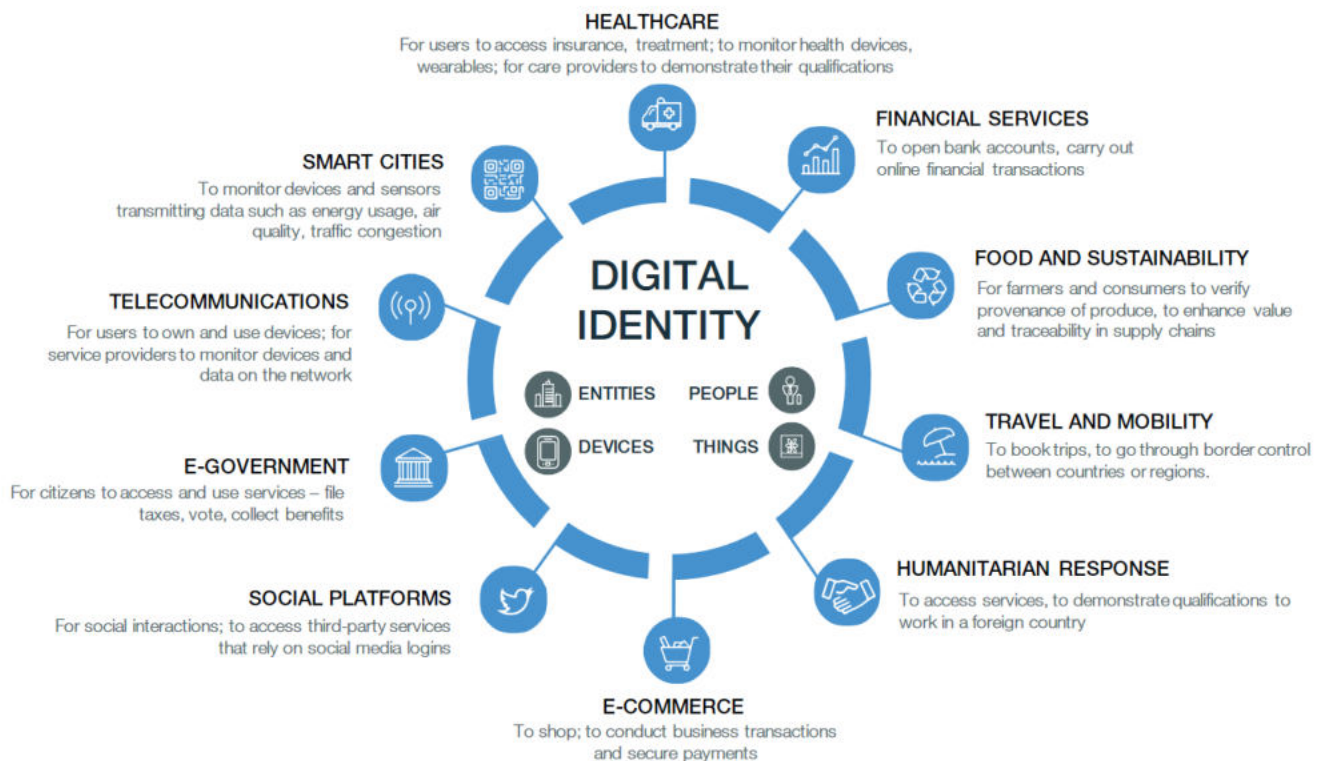 HEALTHCARE
For users to access insurance, treatment; to monitor health devices,
wearables; for care providers to demonstrate their qualifications
FINANCIAL SERVICES
To open bank accounts, carry out
online financial transactions
FOOD AND SUSTAINABILITY
For farmers and consumers to verify
provenance of produce, to enhance value
and traceability in supply chains
TRAVEL AND MOBILITY
To book trips, to go through border control
between countries or regions.
HUMANITARIAN RESPONSE
To access services, to demonstrate qualifications to
work in a foreign country
E-COMMERCE
To shop; to conduct business transactions
and secure payments
SOCIAL PLATFORMS
For social interactions; to access third-party services
that rely on social media logins
E-GOVERNMENT
For citizens to access and use services – file
taxes, vote, collect benefits
TELECOMMUNICATIONS
For users to own and use devices; for
service providers to monitor devices and
data on the network
SMART CITIES
To monitor devices and sensors
transmitting data such as energy usage, air
quality, traffic congestion
DIGITAL
IDENTITY
ENTITIES
PEOPLE
DEVICES
THINGS